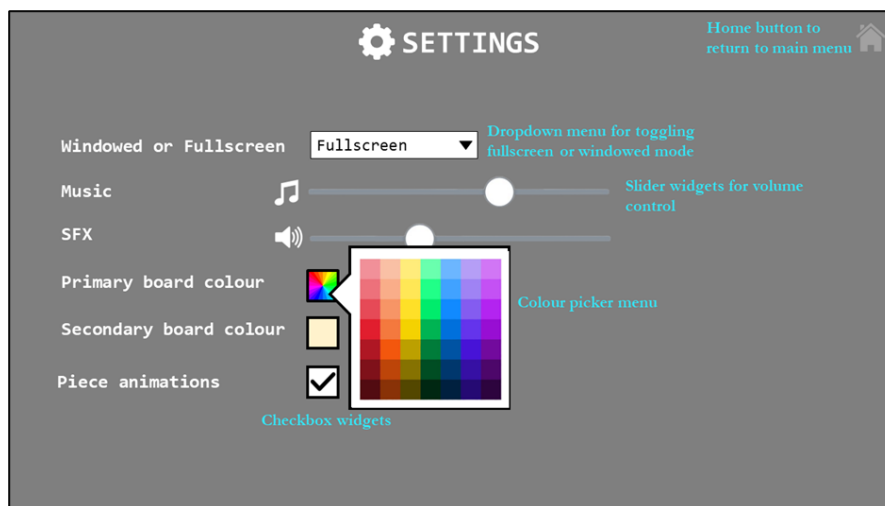 SETTINGS
Home button to
return to main menu
Windowed or Fullscreen
Fullscreen
Dropdown menu for toggling
fullscreen or windowed mode
Music
Slider widgets for volume
control
SFX
Primary board colour
Colour picker menu
Secondary board colour
Piece animations
Checkbox widgets